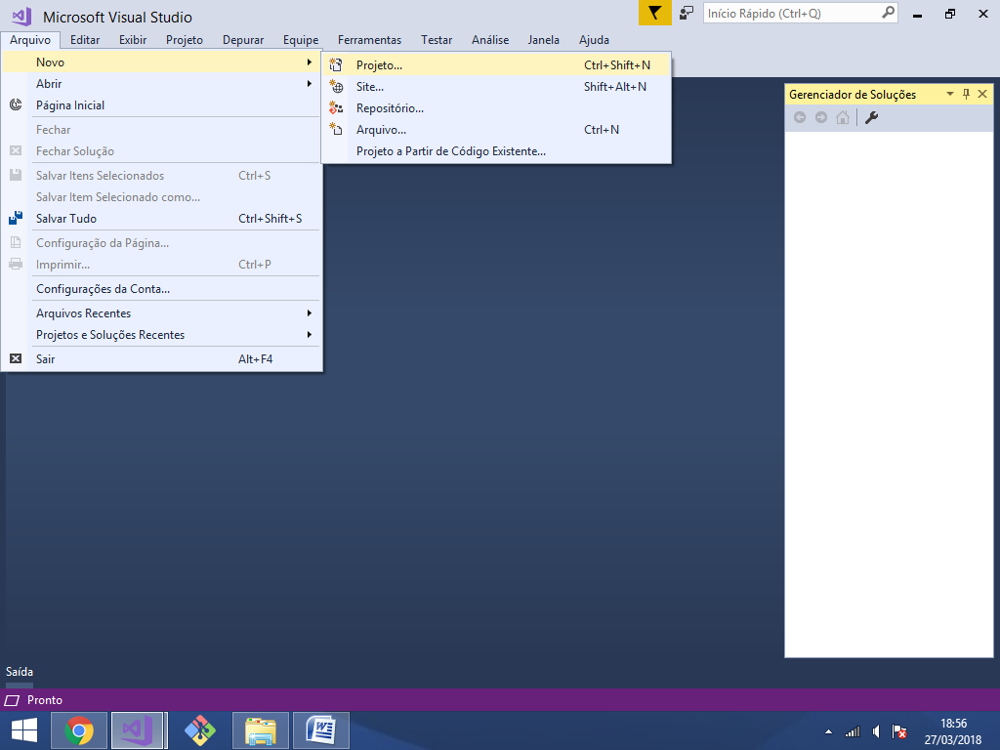 Microsoft Visual Studio
Início Rápido (Ctrl+Q)
Arquivo Editar Exibir Projeto Depurar Equipe Ferramentas Testar Análise Janela Ajuda
Novo
Abrir
Página Inicial
Fechar
Fechar Solução
Salvar Itens Selecionados Ctrl+S
Salvar Item Selecionado como...
Salvar Tudo Ctrl+Shift+S
Configuração da Página...
Imprimir... Ctrl+P
Configurações da Conta...
Arquivos Recentes
Projetos e Soluções Recentes
Sair Alt+F4
Projeto... Ctrl+Shift+N
Site... Shift+Alt+N
Repositório...
Arquivo... Ctrl+N
Projeto a Partir de Código Existente...
Gerenciador de Soluções
Saída
Pronto
18:56
27/03/2018